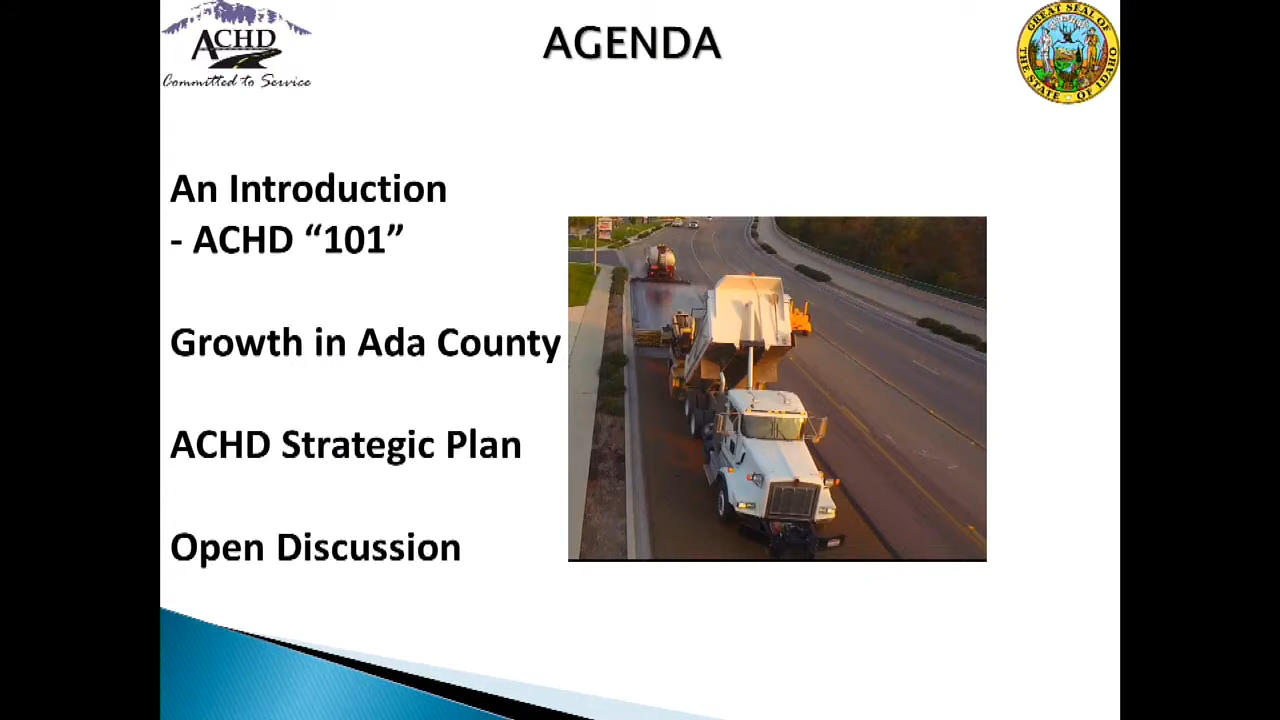 ACHD
Committed to Service
AGENDA
GREAT SEAL OF
THE STATE OF IDAHO
An Introduction
- ACHD “101”
Growth in Ada County
ACHD Strategic Plan
Open Discussion